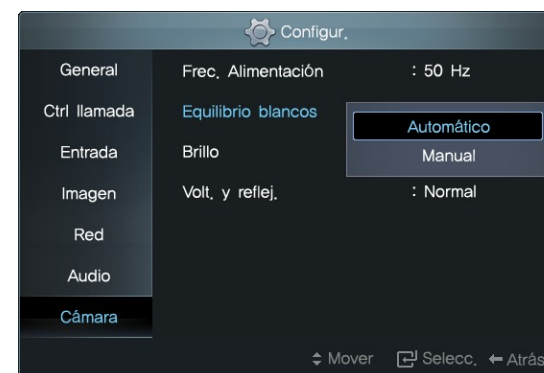 Configur.
General
Ctrl llamada
Entrada
Imagen
Red
Audio
Cámara
Frec. Alimentación : 50 Hz
Equilibrio blancos
Automático
Manual
Brillo
Volt. y reflej. : Normal
Mover Selecc. Atrás